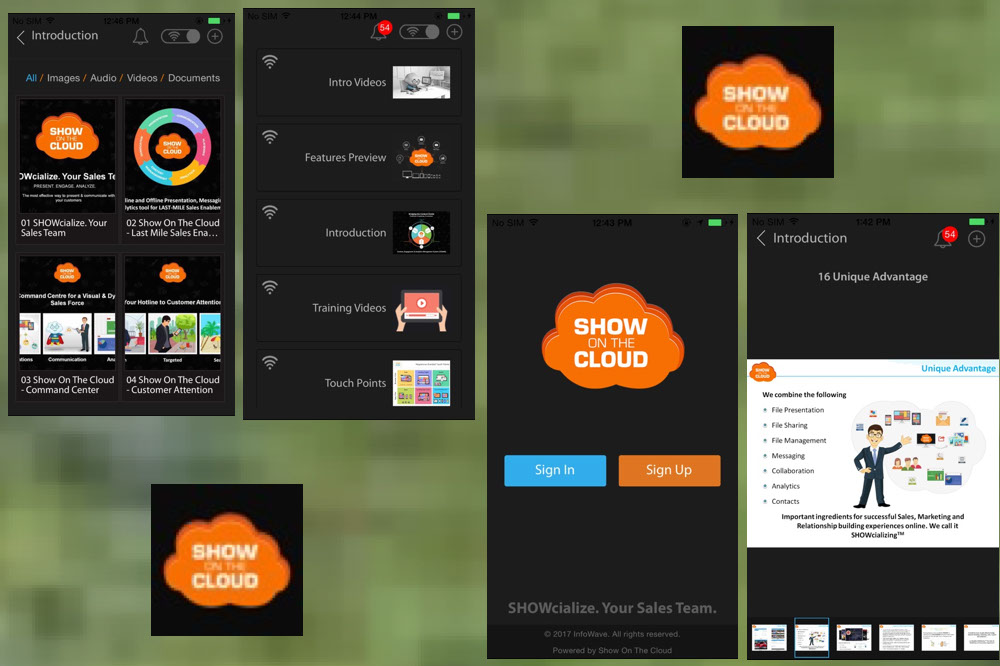 No SIM 12:46 PM
Introduction
All / Images / Audio / Videos / Documents
SHOW
ON THE
CLOUD
OWcialize. Your Sales Te
PRESENT. ENGAGE. ANALYZE.
The most effective way to present & communicate with
your customers
01 SHOWcialize. Your
Sales Team
SHOW
ON THE
CLOUD
line and Offline Presentation, Messagin
lytics tool for LAST-MILE Sales Enablem
02 Show On The Cloud
- Last Mile Sales Ena...
SHOW
ON THE
CLOUD
Command Centre for a Visual & Dy
Sales Force
ations Communication Ana
03 Show On The Cloud
- Command Center
SHOW
ON THE
CLOUD
Your Hotline to Customer Attention
Targeted Sea
04 Show On The Cloud
- Customer Attention
No SIM 12:44 PM
54
Intro Videos
Features Preview
SHOW
CLOUD
Introduction
Training Videos
Touch Points
SHOW
ON THE
CLOUD
No SIM 12:43 PM
SHOW
ON THE
CLOUD
Sign In Sign Up
SHOWcialize. Your Sales Team.
© 2017 InfoWave. All rights reserved.
Powered by Show On The Cloud
No SIM 1:42 PM
Introduction 54
16 Unique Advantage
SHOW
ON THE
CLOUD
Unique Advantage
We combine the following
File Presentation
File Sharing
File Management
Messaging
Collaboration
Analytics
Contacts
Important ingredients for successful Sales, Marketing and
Relationship building experiences online. We call it
SHOWcializing™
SHOW
ON THE
CLOUD